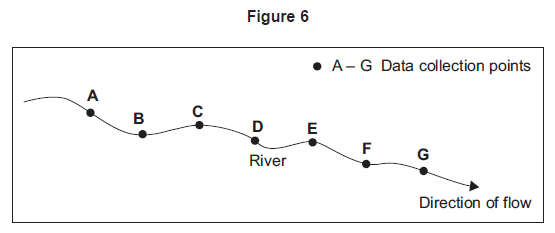 Figure 6
A – G Data collection points
A
B
C
D
E
F
G
River
Direction of flow